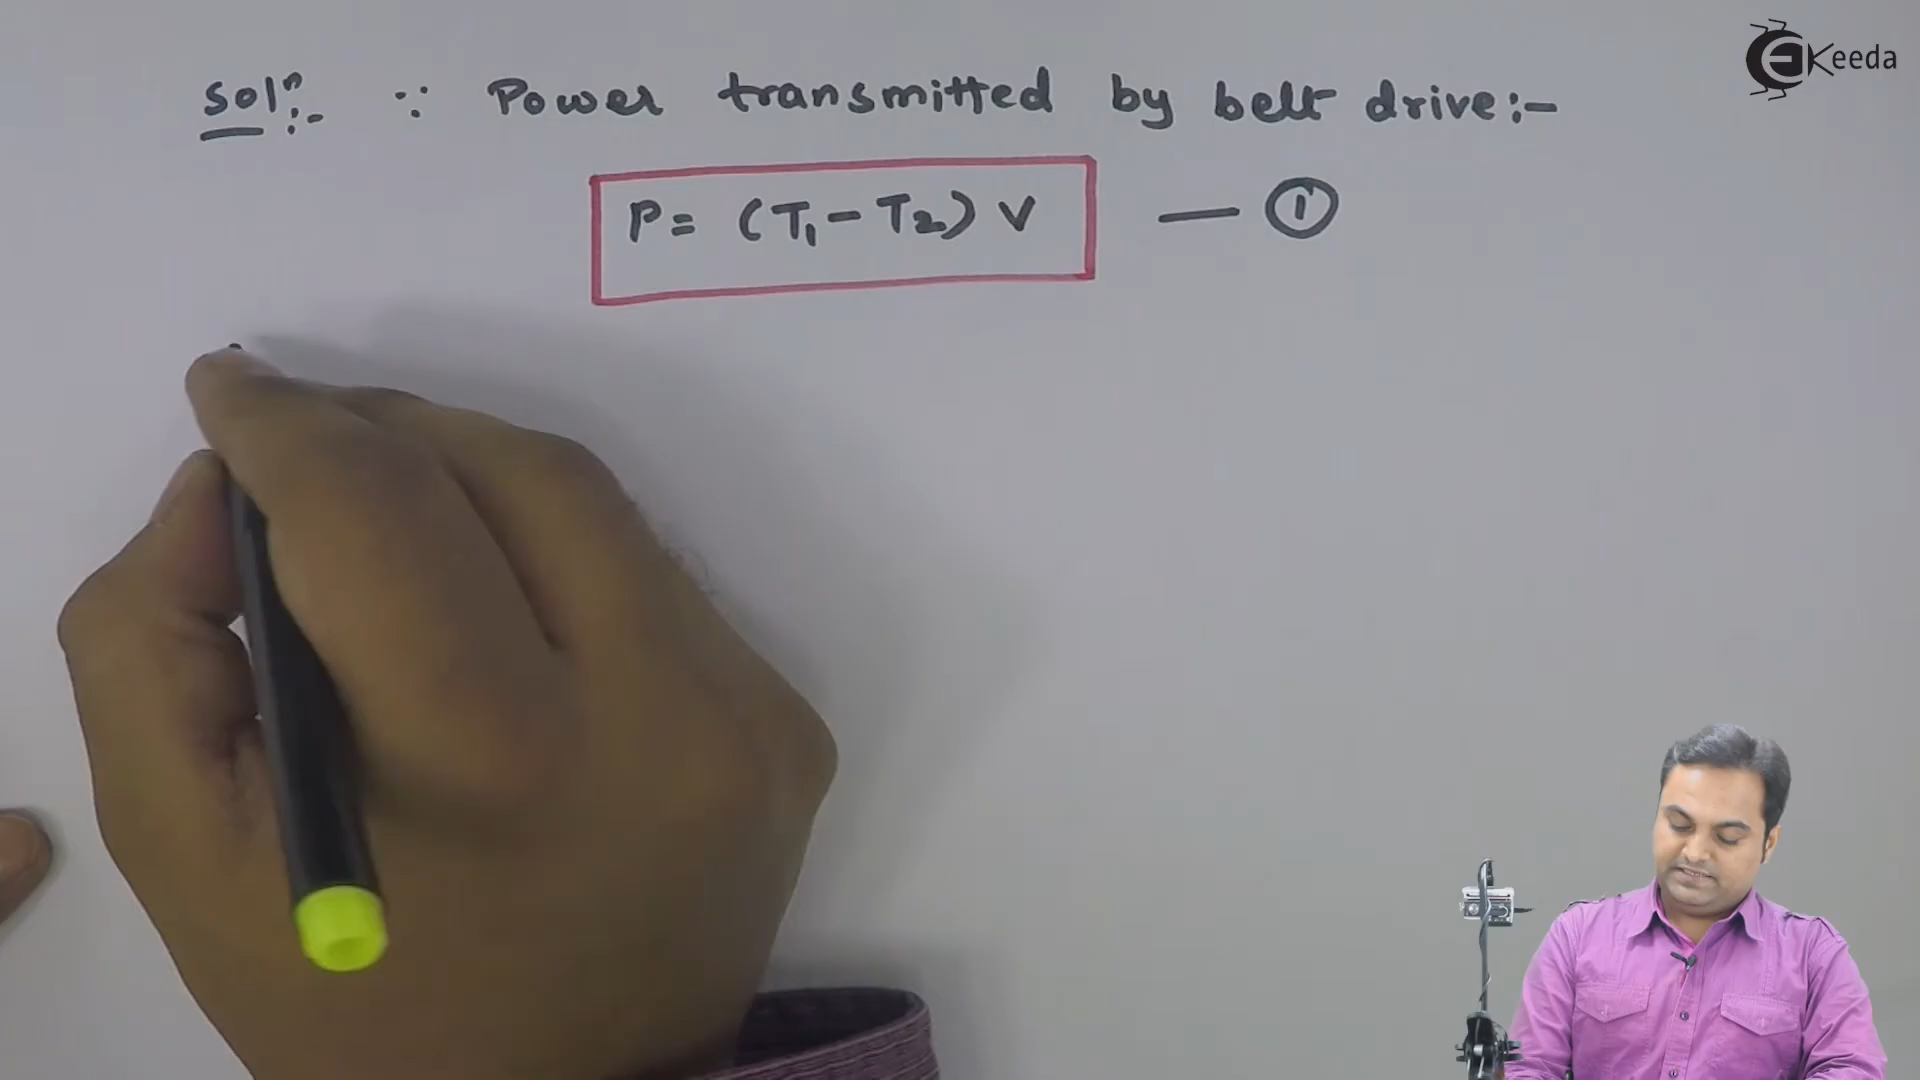 Solⁿ:- ∵ Power transmitted by belt drive:-
P = (T₁ - T₂) V — ①
Keeda